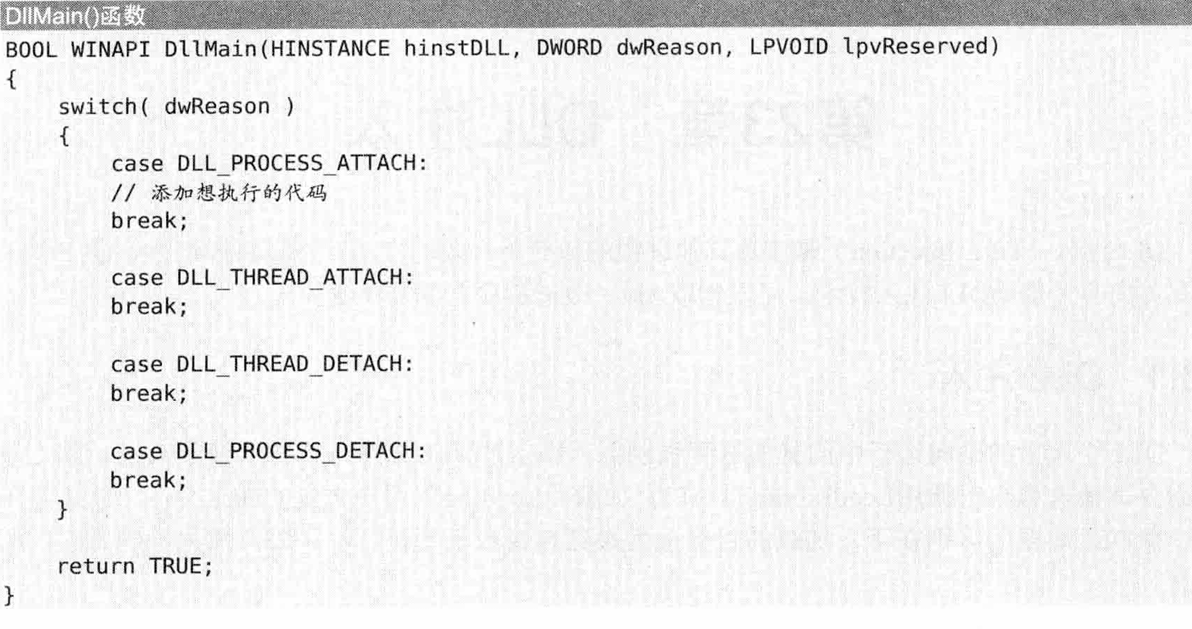 DllMain()函数
BOOL WINAPI DllMain(HINSTANCE hinstDLL, DWORD dwReason, LPVOID lpvReserved)
{
    switch( dwReason )
    {
        case DLL_PROCESS_ATTACH:
        // 添加想执行的代码
        break;

        case DLL_THREAD_ATTACH:
        break;

        case DLL_THREAD_DETACH:
        break;

        case DLL_PROCESS_DETACH:
        break;
    }

    return TRUE;
}